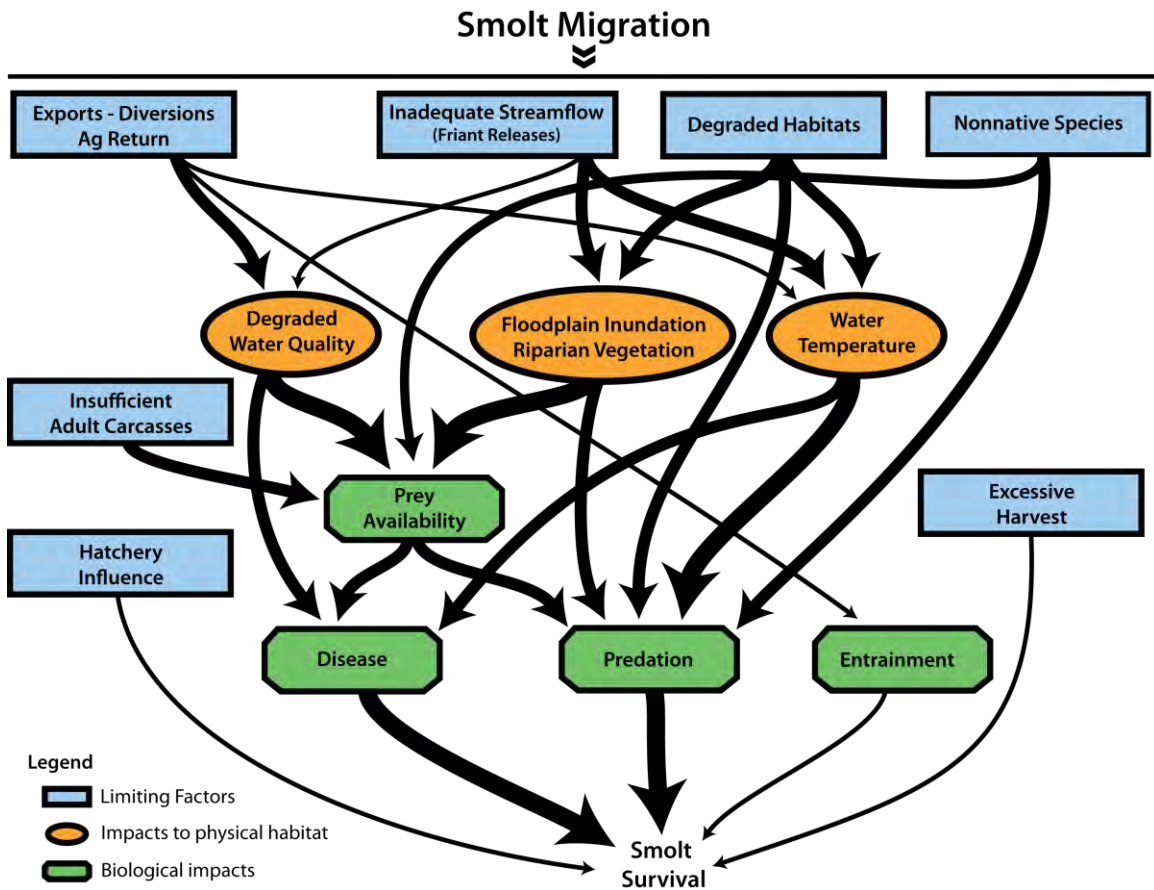 Smolt Migration
Exports - Diversions
Ag Return
Inadequate Streamflow
(Friant Releases)
Degraded Habitats
Nonnative Species
Degraded
Water Quality
Floodplain Inundation
Riparian Vegetation
Water
Temperature
Insufficient
Adult Carcasses
Prey
Availability
Excessive
Harvest
Hatchery
Influence
Disease
Predation
Entrainment
Legend
Limiting Factors
Impacts to physical habitat
Biological impacts
Smolt
Survival